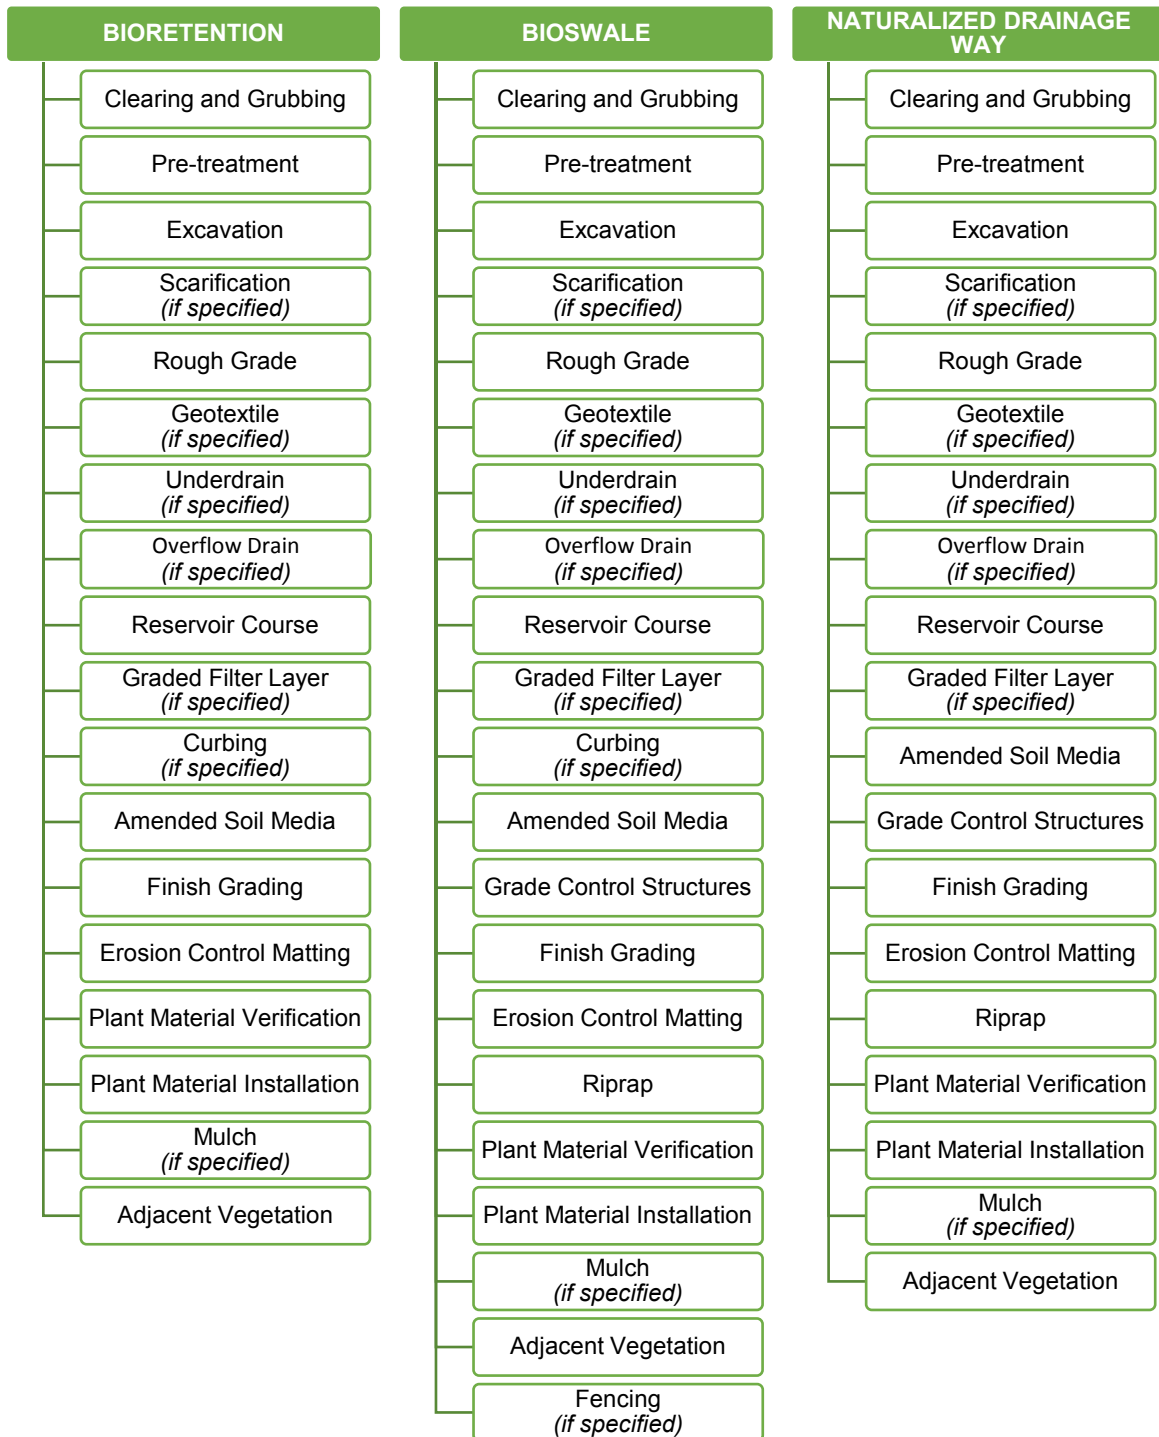 BIORETENTION
Clearing and Grubbing
Pre-treatment
Excavation
Scarification
(if specified)
Rough Grade
Geotextile
(if specified)
Underdrain
(if specified)
Overflow Drain
(if specified)
Reservoir Course
Graded Filter Layer
(if specified)
Curbing
(if specified)
Amended Soil Media
Finish Grading
Erosion Control Matting
Plant Material Verification
Plant Material Installation
Mulch
(if specified)
Adjacent Vegetation
BIOSWALE
Clearing and Grubbing
Pre-treatment
Excavation
Scarification
(if specified)
Rough Grade
Geotextile
(if specified)
Underdrain
(if specified)
Overflow Drain
(if specified)
Reservoir Course
Graded Filter Layer
(if specified)
Curbing
(if specified)
Amended Soil Media
Grade Control Structures
Finish Grading
Erosion Control Matting
Riprap
Plant Material Verification
Plant Material Installation
Mulch
(if specified)
Adjacent Vegetation
Fencing
(if specified)
NATURALIZED DRAINAGE
WAY
Clearing and Grubbing
Pre-treatment
Excavation
Scarification
(if specified)
Rough Grade
Geotextile
(if specified)
Underdrain
(if specified)
Overflow Drain
(if specified)
Reservoir Course
Graded Filter Layer
(if specified)
Amended Soil Media
Grade Control Structures
Finish Grading
Erosion Control Matting
Riprap
Plant Material Verification
Plant Material Installation
Mulch
(if specified)
Adjacent Vegetation